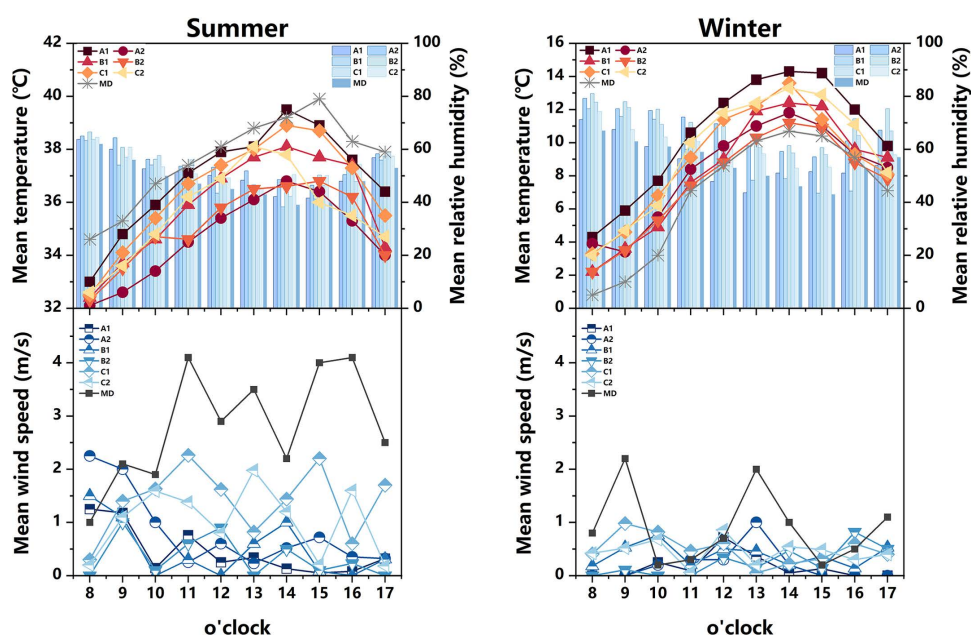 Summer
Winter
Mean temperature (℃)
42
40
38
36
34
32
A1 A2
B1 B2
C1 C2
MD
A1 A2
B1 B2
C1 C2
MD
100
80
60
40
20
0
Mean relative humidity (%)
Mean temperature (℃)
16
14
12
10
8
6
4
2
0
A1 A2
B1 B2
C1 C2
MD
A1 A2
B1 B2
C1 C2
MD
100
80
60
40
20
0
Mean relative humidity (%)
Mean wind speed (m/s)
4
3
2
1
0
A1
A2
B1
B2
C1
C2
MD
8 9 10 11 12 13 14 15 16 17
o'clock
Mean wind speed (m/s)
4
3
2
1
0
A1
A2
B1
B2
C1
C2
MD
8 9 10 11 12 13 14 15 16 17
o'clock